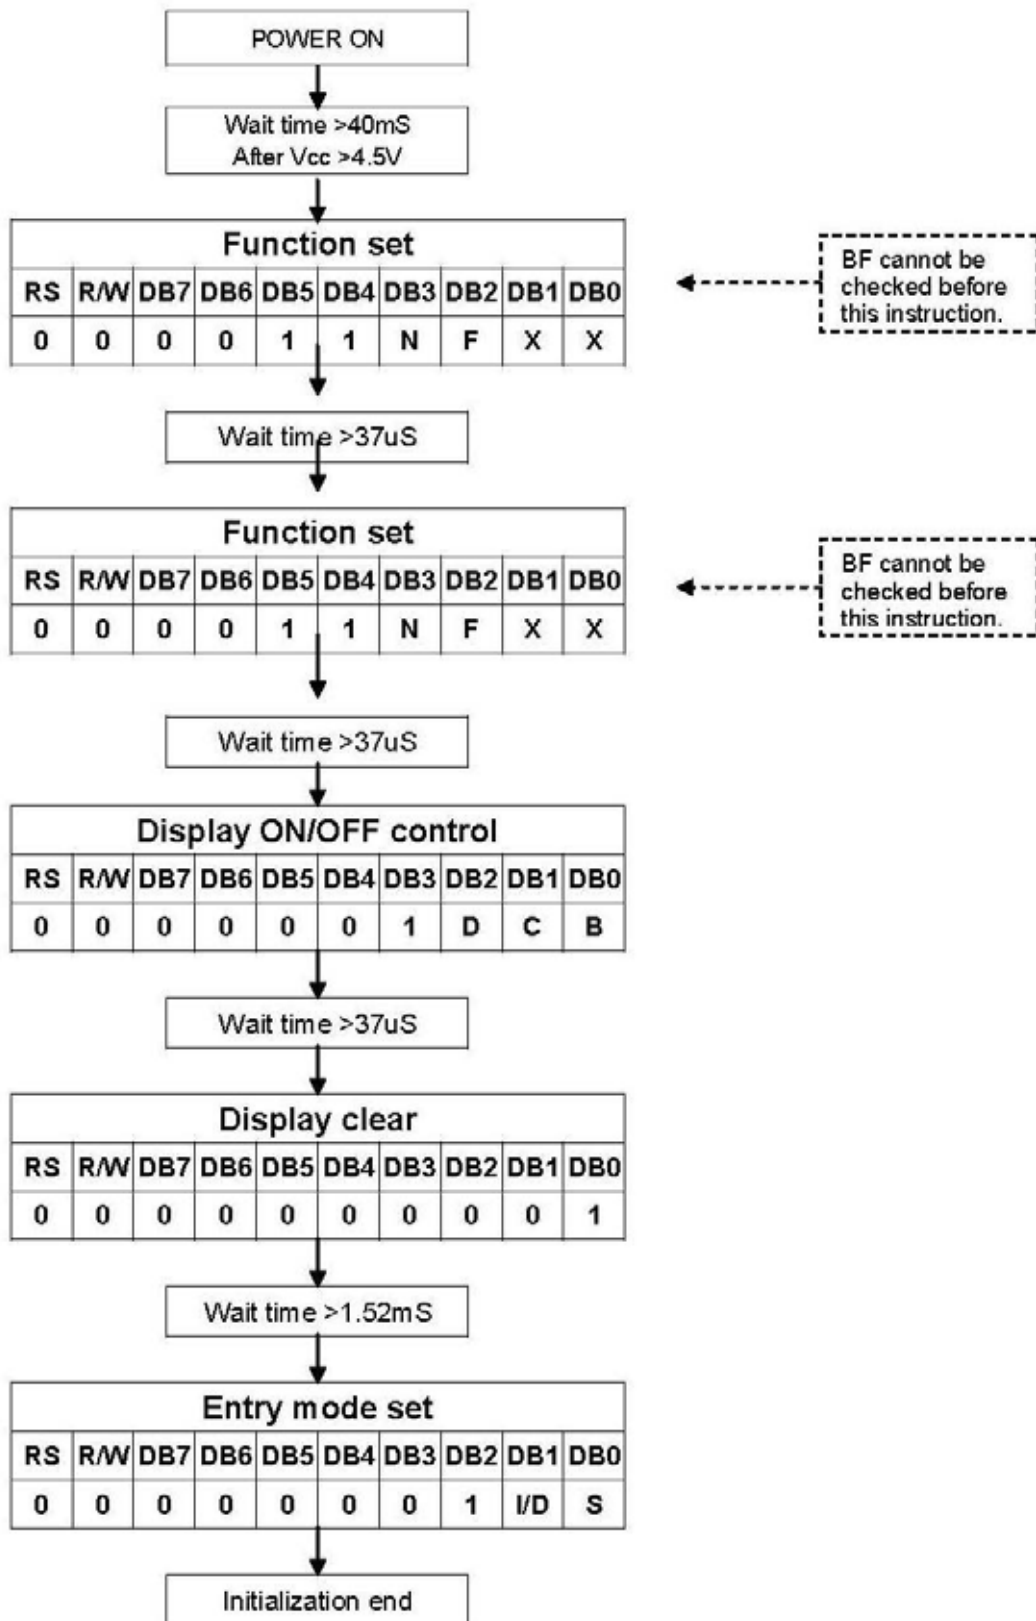 POWER ON
Wait time >40mS
After Vcc >4.5V
Function set
RS R/W DB7 DB6 DB5 DB4 DB3 DB2 DB1 DB0
0 0 0 0 1 1 N F X X
BF cannot be
checked before
this instruction.
Wait time >37uS
Function set
RS R/W DB7 DB6 DB5 DB4 DB3 DB2 DB1 DB0
0 0 0 0 1 1 N F X X
BF cannot be
checked before
this instruction.
Wait time >37uS
Display ON/OFF control
RS R/W DB7 DB6 DB5 DB4 DB3 DB2 DB1 DB0
0 0 0 0 0 0 1 D C B
Wait time >37uS
Display clear
RS R/W DB7 DB6 DB5 DB4 DB3 DB2 DB1 DB0
0 0 0 0 0 0 0 0 0 1
Wait time >1.52mS
Entry mode set
RS R/W DB7 DB6 DB5 DB4 DB3 DB2 DB1 DB0
0 0 0 0 0 0 0 1 I/D S
Initialization end